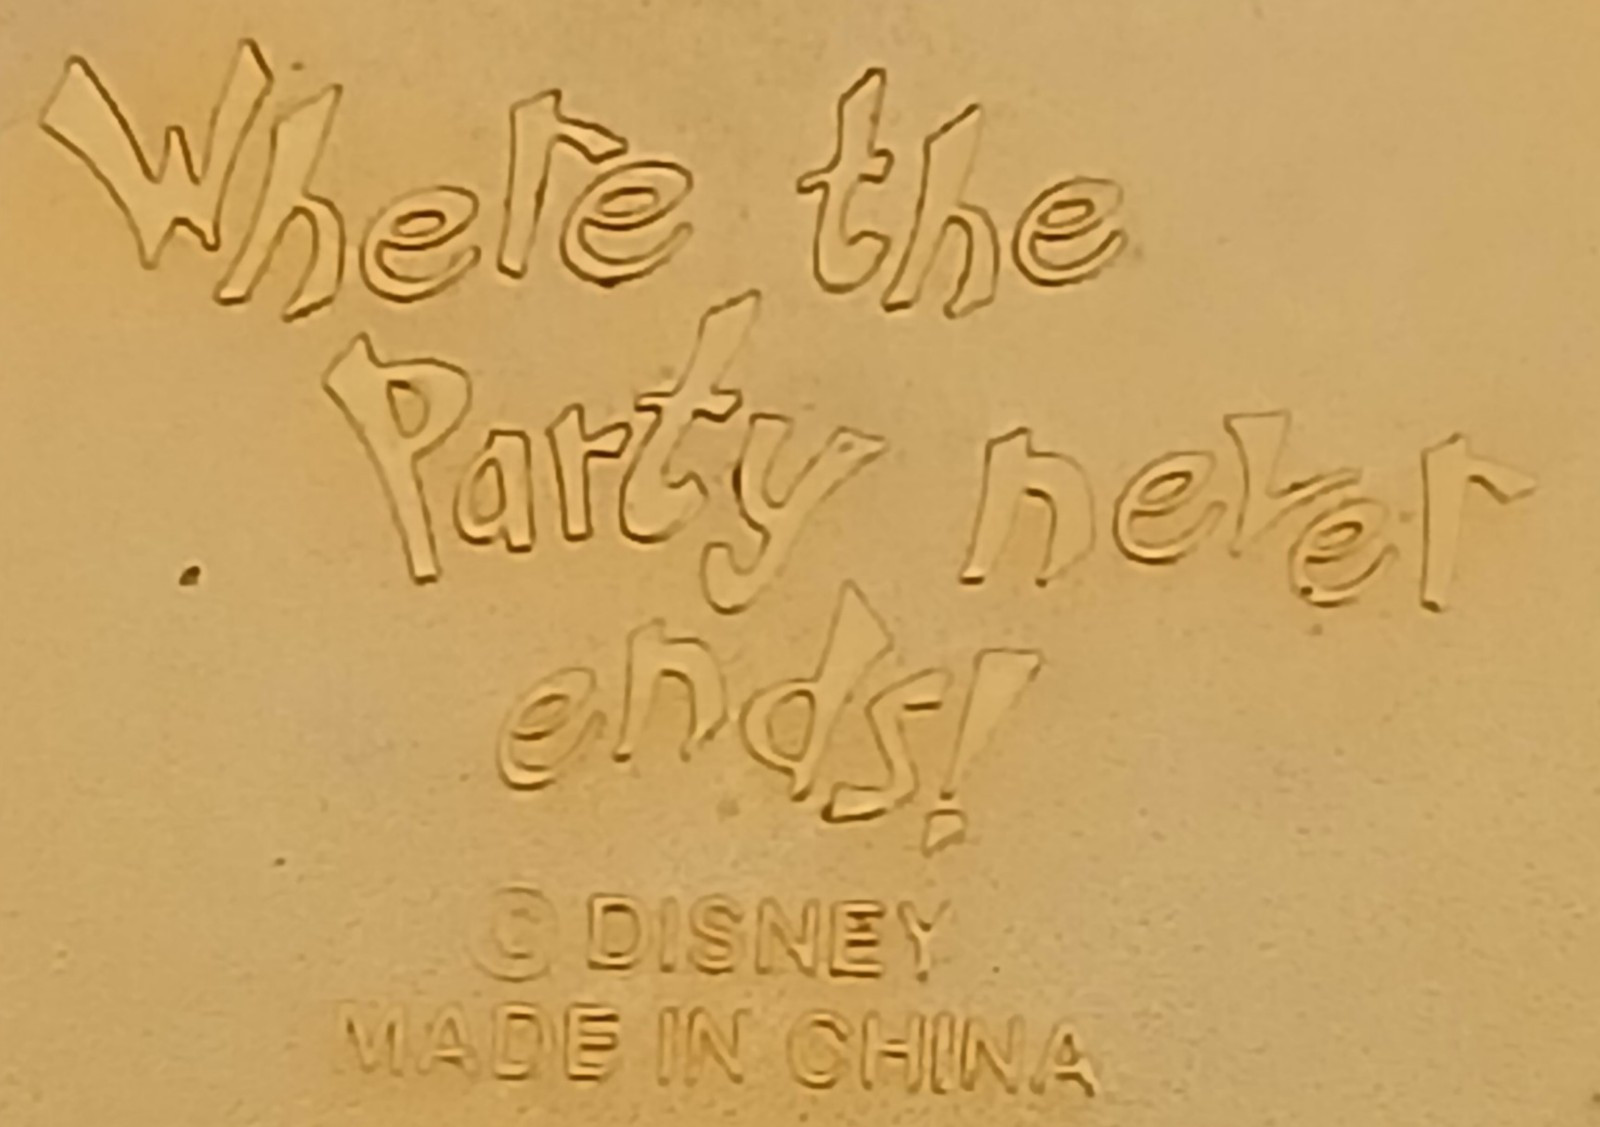 Where the
Party never
ends!
© DISNEY
MADE IN CHINA